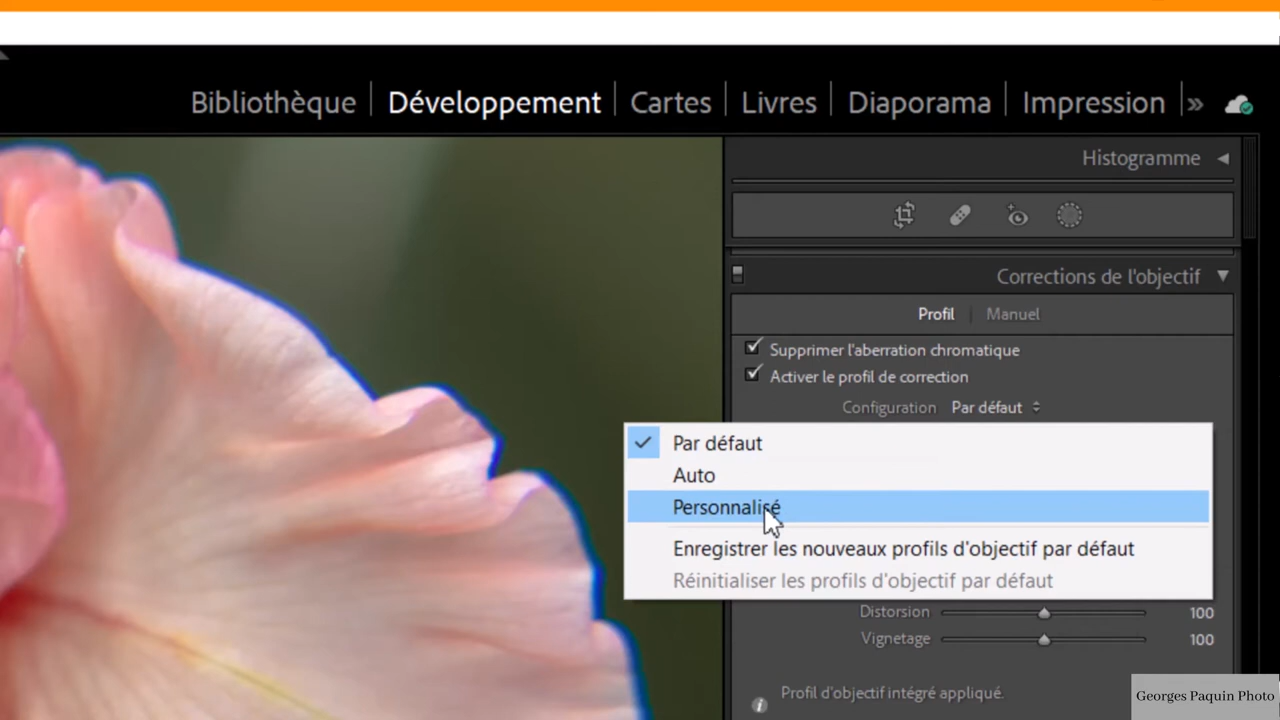 Bibliothèque | Développement | Cartes | Livres | Diaporama | Impression | »
Histogramme
Corrections de l'objectif
Profil | Manuel
Supprimer l'aberration chromatique
Activer le profil de correction
Configuration Par défaut
Par défaut
Auto
Personnalisé
Enregistrer les nouveaux profils d'objectif par défaut
Réinitialiser les profils d'objectif par défaut
Distorsion 100
Vignetage 100
Profil d'objectif intégré appliqué.
Georges Paquin Photo